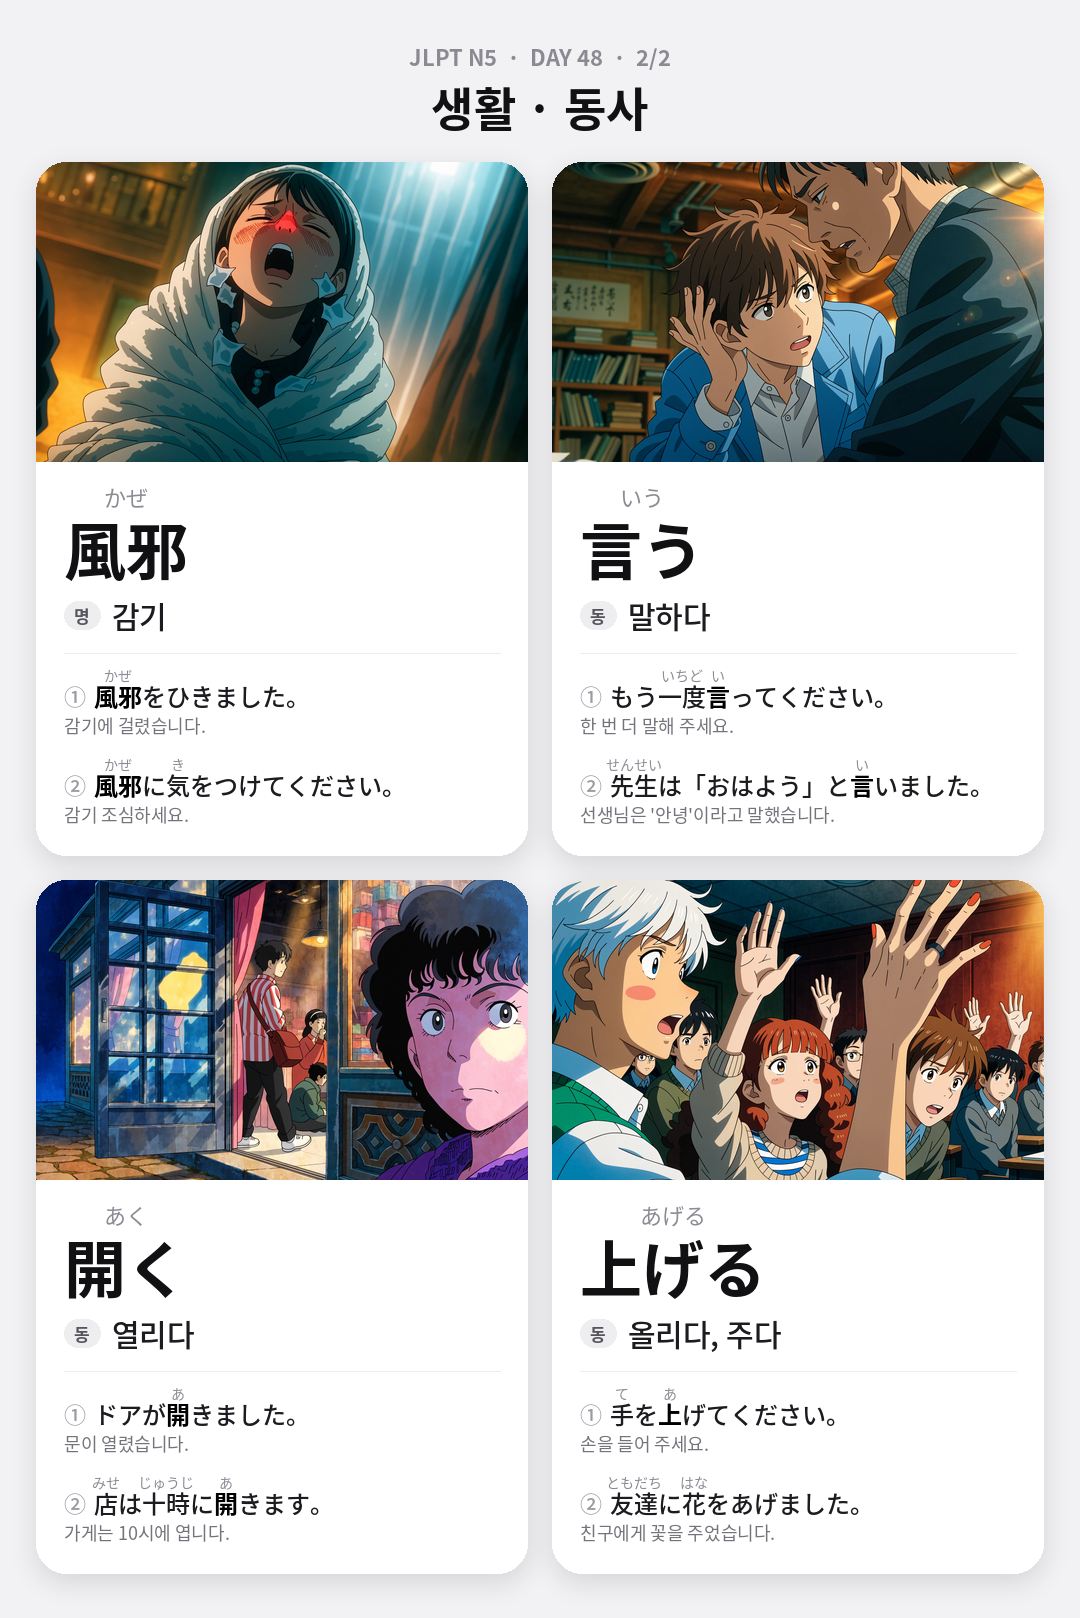 JLPT N5 · DAY 48 · 2/2
생활 · 동사
かぜ
風邪
명 감기
かぜ
① 風邪をひきました。
감기에 걸렸습니다.
かぜ き
② 風邪に気をつけてください。
감기 조심하세요.
いう
言う
동 말하다
いちど い
① もう一度言ってください。
한 번 더 말해 주세요.
せんせい い
② 先生は「おはよう」と言いました。
선생님은 '안녕'이라고 말했습니다.
あく
開く
동 열리다
あ
① ドアが開きました。
문이 열렸습니다.
みせ じゅうじ あ
② 店は十時に開きます。
가게는 10시에 엽니다.
あげる
上げる
동 올리다, 주다
て あ
① 手を上げてください。
손을 들어 주세요.
ともだち はな
② 友達に花をあげました。
친구에게 꽃을 주었습니다.